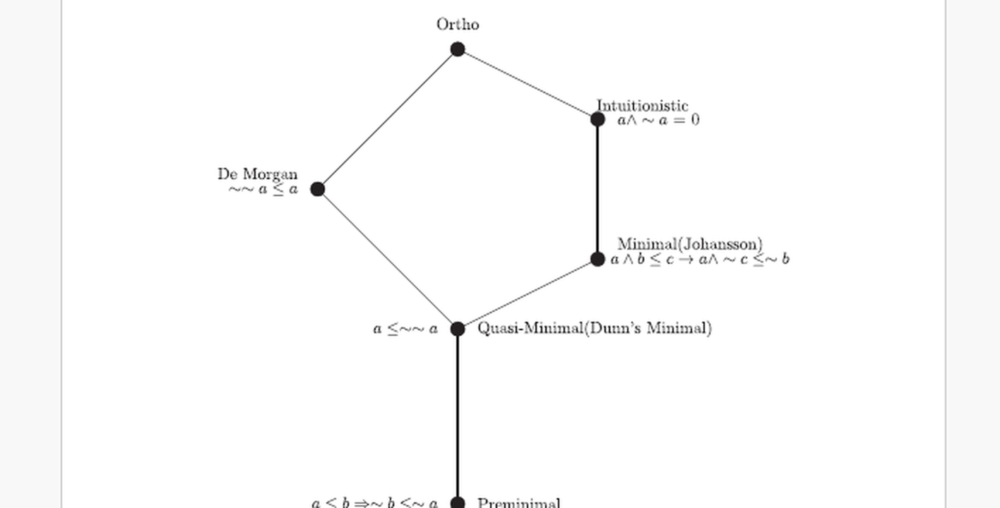 Ortho
Intuitionistic
a∧ ∼ a = 0
De Morgan
∼∼ a ≤ a
Minimal(Johansson)
a ∧ b ≤ c → a∧ ∼ c ≤∼ b
a ≤∼∼ a
Quasi-Minimal(Dunn's Minimal)
a ≤ b ⇒∼ b ≤∼ a
Preminimal